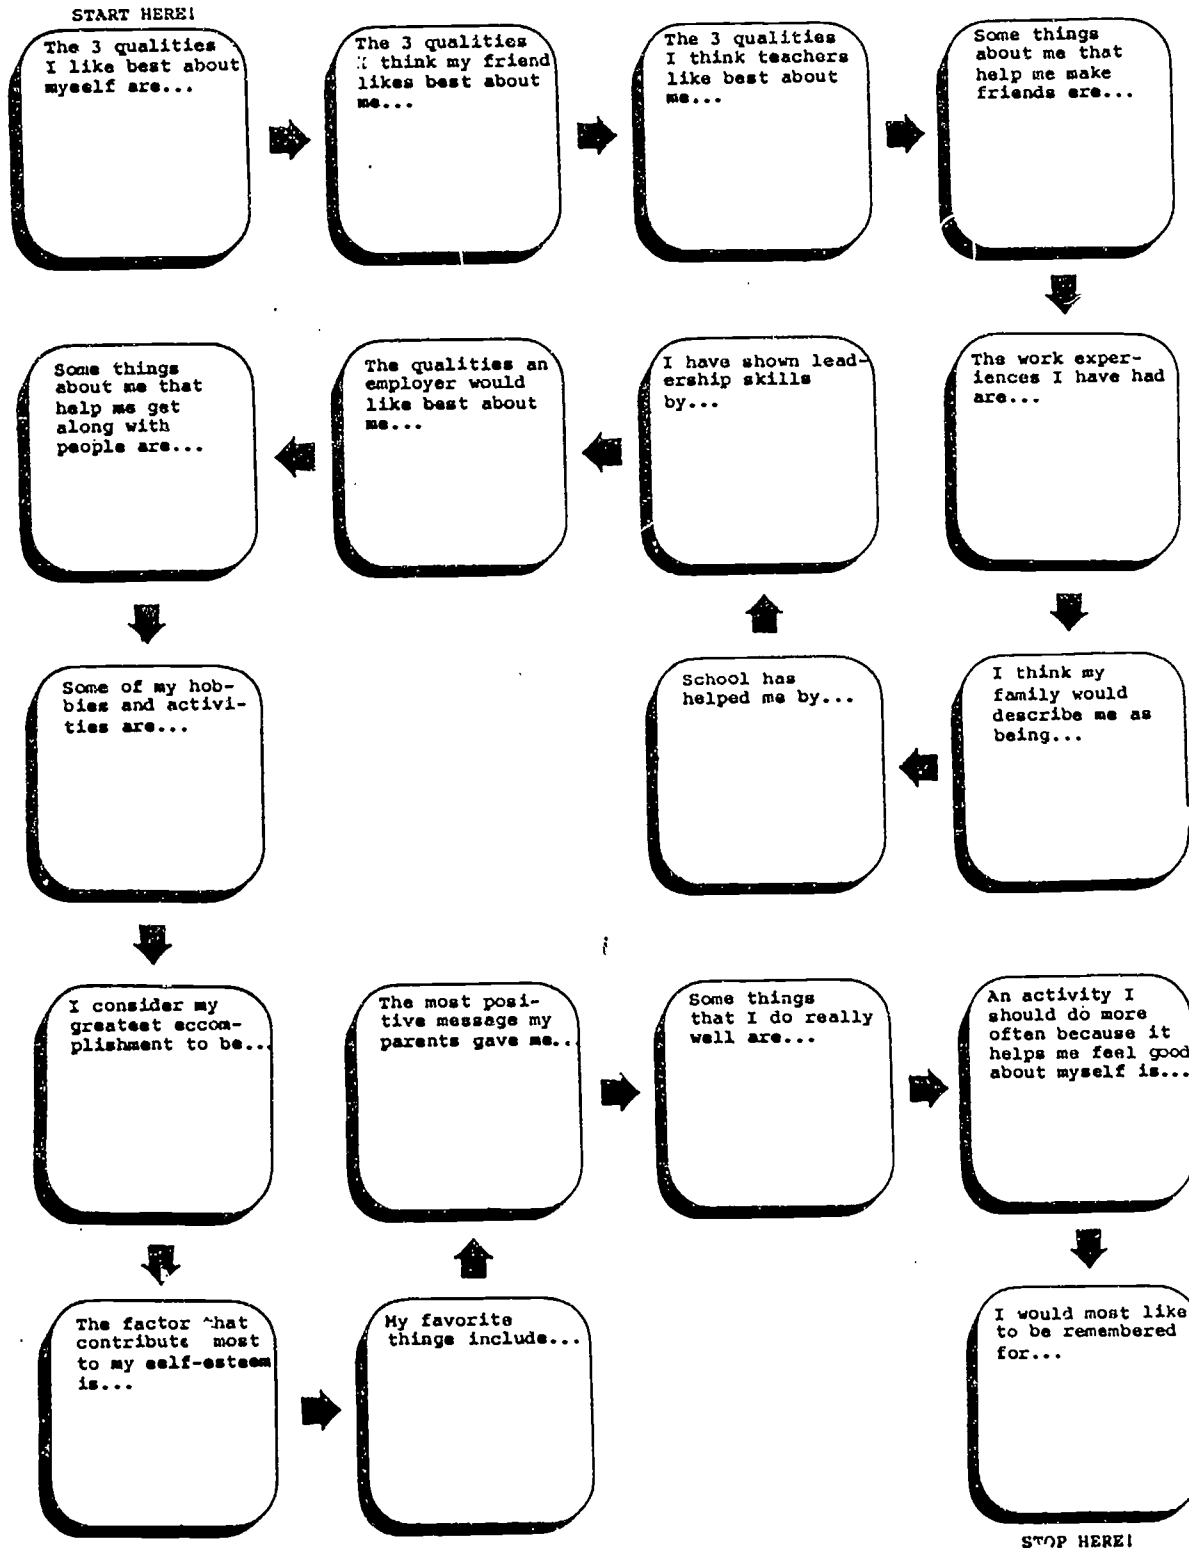 START HERE!
The 3 qualities
I like best about
myself are...
The 3 qualities
I think my friend
likes best about
me...
The 3 qualities
I think teachers
like best about
me...
Some things
about me that
help me make
friends are...
The work exper-
iences I have had
are...
I think my
family would
describe me as
being...
School has
helped me by...
I have shown lead-
ership skills
by...
The qualities an
employer would
like best about
me...
Some things
about me that
help me get
along with
people are...
Some of my hob-
bies and activi-
ties are...
I consider my
greatest accom-
plishment to be...
The factor that
contribute most
to my self-esteem
is...
My favorite
things include...
The most posi-
tive message my
parents gave me...
Some things
that I do really
well are...
An activity I
should do more
often because it
helps me feel good
about myself is...
I would most like
to be remembered
for...
STOP HERE!